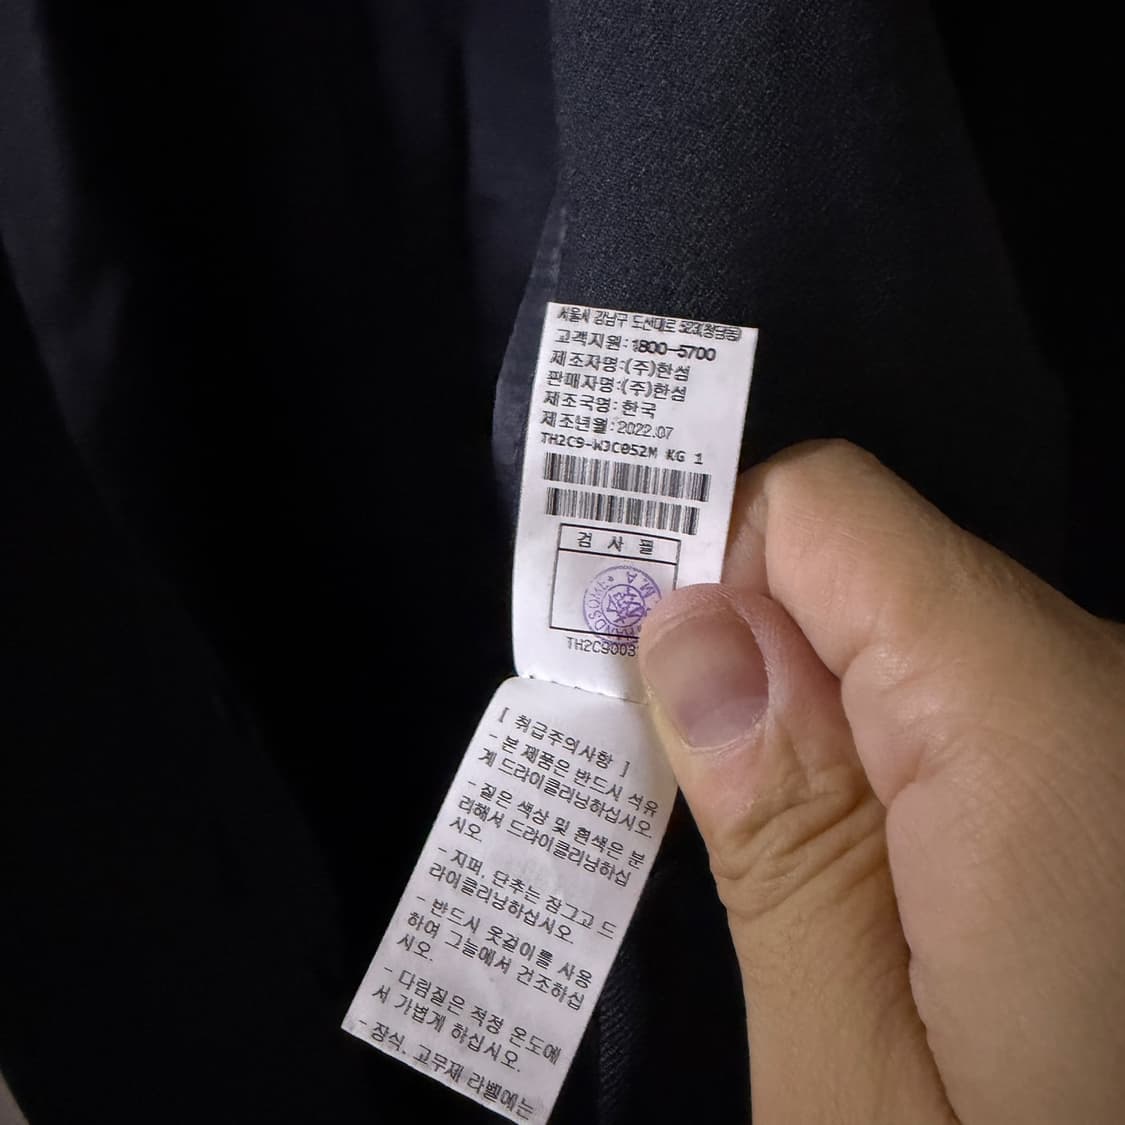 서울시 강남구 도산대로 523(청담동)
고객지원:1800-5700
제조자명:(주)한섬
판매자명:(주)한섬
제조국명:한국
제조년월:2022.07
TH2C9-WJC052M KG 1
검 사 필
HANDSOME
TH2C9003
[ 취급주의사항 ]
- 본 제품은 반드시 석유
계 드라이클리닝하십시오
- 짙은 색상 및 흰색은 분
리해서 드라이클리닝하십
시오
- 지퍼, 단추는 잠그고 드
라이클리닝하십시오
- 반드시 옷걸이를 사용
하여 그늘에서 건조하십
시오.
- 다림질은 적정 온도에
서 가볍게 하십시오.
- 장식, 고무제 라벨에는